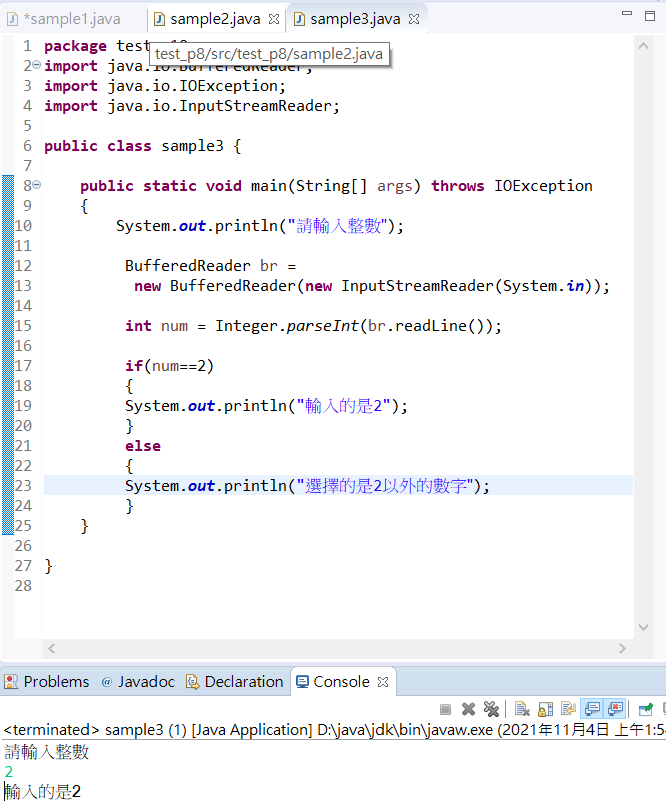 *sample1.java sample2.java sample3.java
1 package test
test_p8/src/test_p8/sample2.java
2 import java.io.BufferedReader;
3 import java.io.IOException;
4 import java.io.InputStreamReader;
5
6 public class sample3 {
7
8 public static void main(String[] args) throws IOException
9 {
10 System.out.println("請輸入整數");
11
12 BufferedReader br =
13 new BufferedReader(new InputStreamReader(System.in));
14
15 int num = Integer.parseInt(br.readLine());
16
17 if(num==2)
18 {
19 System.out.println("輸入的是2");
20 }
21 else
22 {
23 System.out.println("選擇的是2以外的數字");
24 }
25 }
26
27 }
28
Problems @ Javadoc Declaration Console
<terminated> sample3 (1) [Java Application] D:\java\jdk\bin\javaw.exe (2021年11月4日 上午1:5
請輸入整數
2
輸入的是2